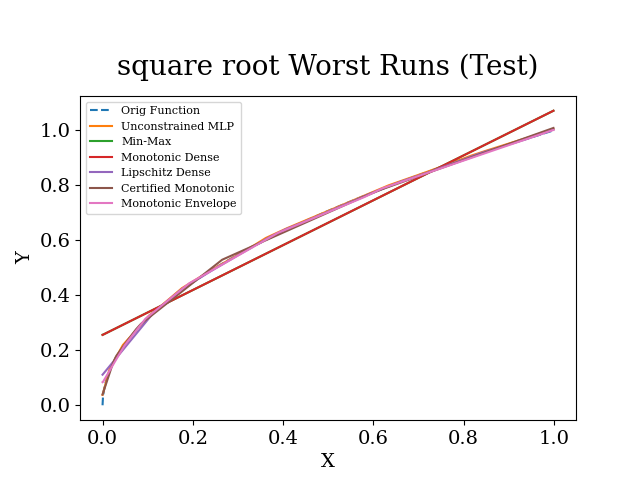 square root Worst Runs (Test)
Orig Function
Unconstrained MLP
Min-Max
Monotonic Dense
Lipschitz Dense
Certified Monotonic
Monotonic Envelope
Y
1.0
0.8
0.6
0.4
0.2
0.0
0.0 0.2 0.4 0.6 0.8 1.0
X